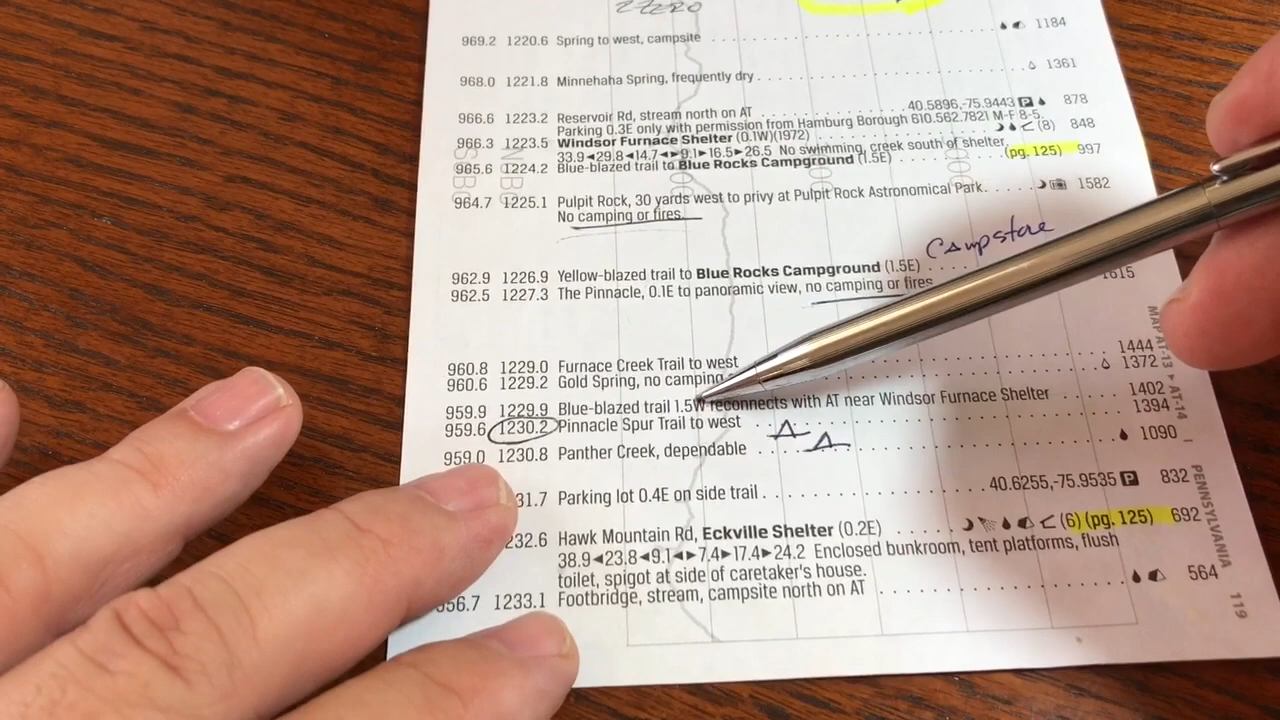 969.2 1220.6 Spring to west, campsite 1184
968.0 1221.8 Minnehaha Spring, frequently dry 1361
966.6 1223.2 Reservoir Rd, stream north on AT 40.5896,-75.9443 P 878
Parking 0.3E only with permission from Hamburg Borough 610.562.7821 M-F 8-5.
966.3 1223.5 Windsor Furnace Shelter (0.1W)(1972) (8) 848
33.9◄29.8◄14.7◄►9.1►16.5►26.5 No swimming, creek south of shelter.
965.6 1224.2 Blue-blazed trail to Blue Rocks Campground (1.5E) (pg. 125) 997
964.7 1225.1 Pulpit Rock, 30 yards west to privy at Pulpit Rock Astronomical Park. 1582
No camping or fires.
Campstore
962.9 1226.9 Yellow-blazed trail to Blue Rocks Campground (1.5E)
962.5 1227.3 The Pinnacle, 0.1E to panoramic view, no camping or fires 1615
960.8 1229.0 Furnace Creek Trail to west 1444
960.6 1229.2 Gold Spring, no camping 1372
959.9 1229.9 Blue-blazed trail 1.5W reconnects with AT near Windsor Furnace Shelter 1402
959.6 1230.2 Pinnacle Spur Trail to west 1394
959.0 1230.8 Panther Creek, dependable 1090
31.7 Parking lot 0.4E on side trail 40.6255,-75.9535 P 832
232.6 Hawk Mountain Rd, Eckville Shelter (0.2E) (6) (pg. 125) 692
38.9◄23.8◄9.1◄►7.4►17.4►24.2 Enclosed bunkroom, tent platforms, flush
toilet, spigot at side of caretaker's house.
56.7 1233.1 Footbridge, stream, campsite north on AT 564
MAP AT-13 ► AT-14
PENNSYLVANIA
119